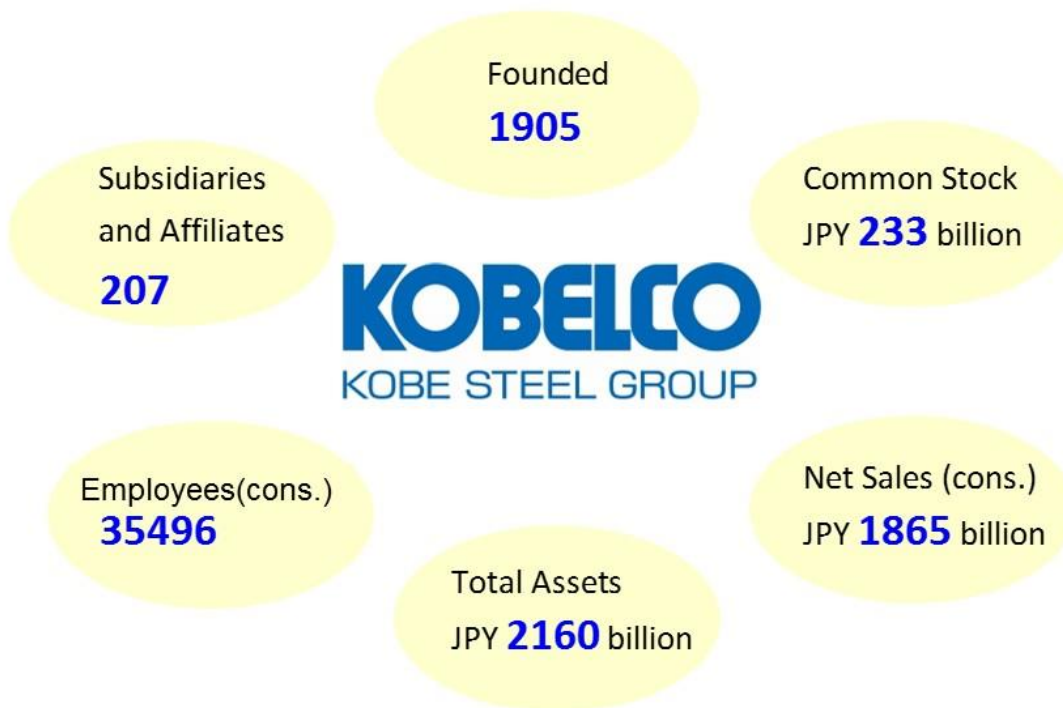 Founded
1905
Subsidiaries
and Affiliates
207
Common Stock
JPY 233 billion
KOBELCO
KOBE STEEL GROUP
Employees(cons.)
35496
Net Sales (cons.)
JPY 1865 billion
Total Assets
JPY 2160 billion